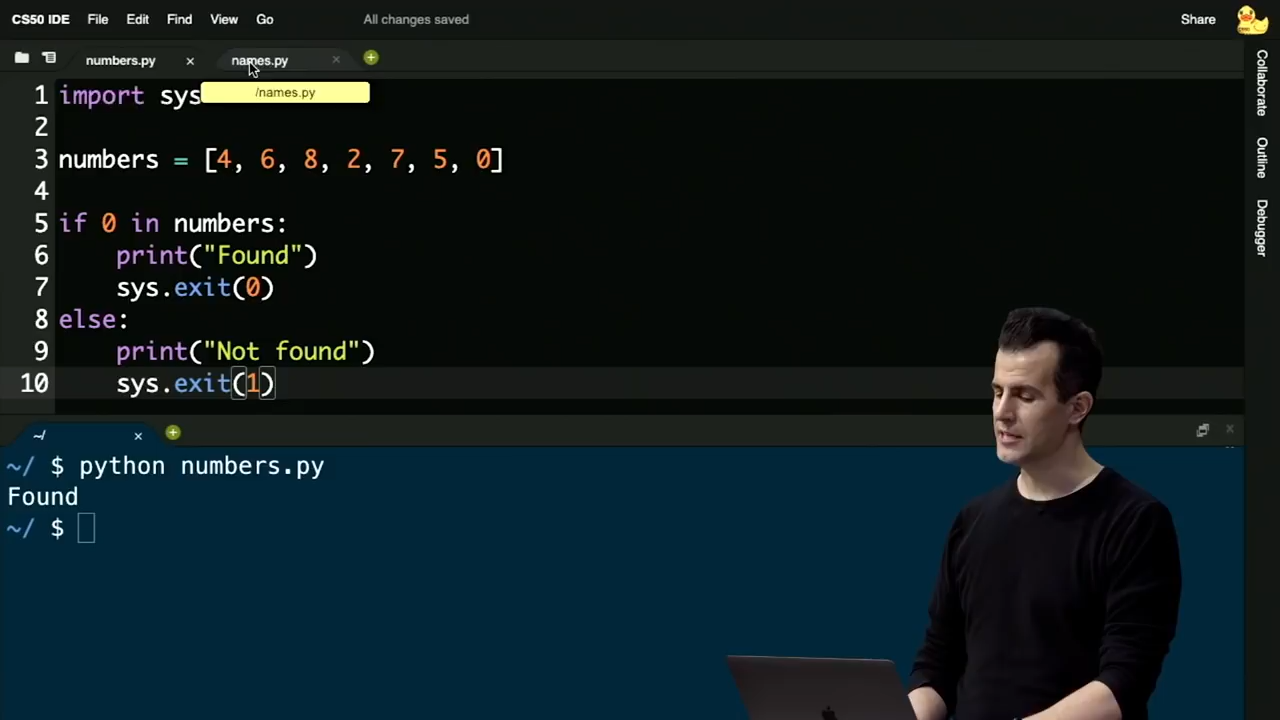 CS50 IDE File Edit Find View Go All changes saved Share
numbers.py × names.py ×
/names.py
1 import sys
2
3 numbers = [4, 6, 8, 2, 7, 5, 0]
4
5 if 0 in numbers:
6 print("Found")
7 sys.exit(0)
8 else:
9 print("Not found")
10 sys.exit(1)
Collaborate
Outline
Debugger
~/ ×
~/ $ python numbers.py
Found
~/ $